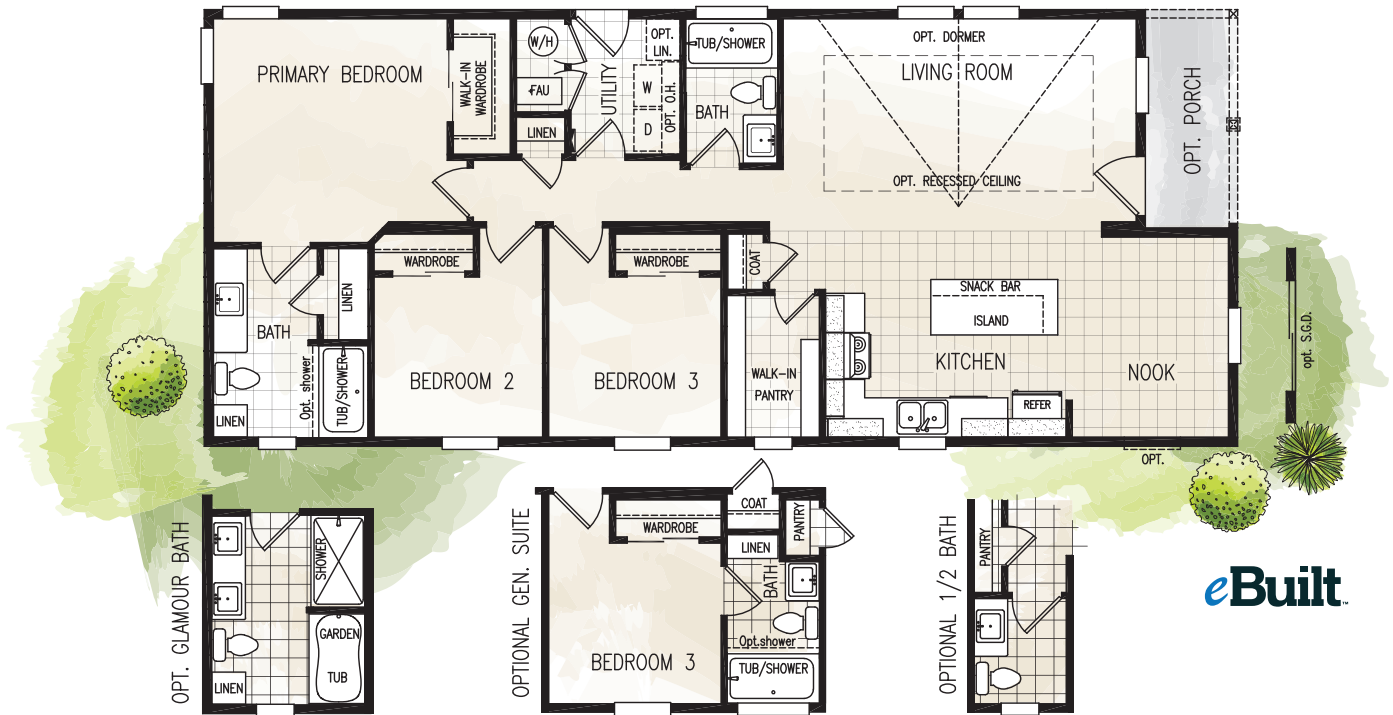 PRIMARY BEDROOM
WALK-IN
WARDROBE
W/H
FAU
LINEN
UTILITY
OPT.
LIN.
W
D
OPT. O.H.
TUB/SHOWER
BATH
OPT. DORMER
LIVING ROOM
OPT. RECESSED CEILING
OPT. PORCH
BATH
LINEN
LINEN
Opt. shower
TUB/SHOWER
WARDROBE
BEDROOM 2
WARDROBE
BEDROOM 3
COAT
WALK-IN
PANTRY
SNACK BAR
ISLAND
KITCHEN
REFER
NOOK
opt. S.G.D.
OPT.
OPT. GLAMOUR BATH
SHOWER
GARDEN
TUB
LINEN
OPTIONAL GEN. SUITE
WARDROBE
BEDROOM 3
COAT
PANTRY
LINEN
BATH
Opt.shower
TUB/SHOWER
OPTIONAL 1/2 BATH
PANTRY
eBuilt™